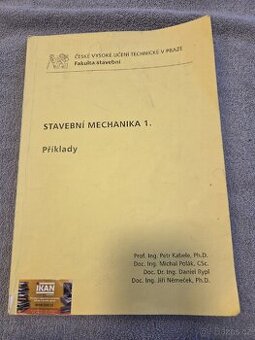 ČESKÉ VYSOKÉ UČENÍ TECHNICKÉ V PRAZE
Fakulta stavební
STAVEBNÍ MECHANIKA 1.
Příklady
Prof. Ing. Petr Kabele, Ph.D.
Doc. Ing. Michal Polák, CSc.
Doc. Dr. Ing. Daniel Rypl
Doc. Ing. Jiří Němeček, Ph.D.
IKAN